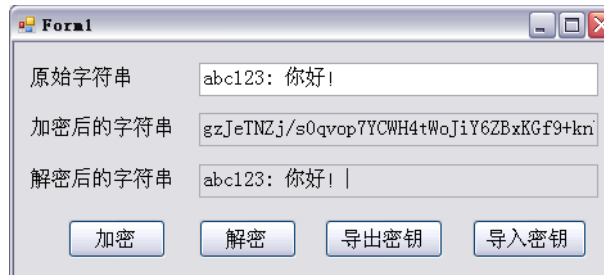 Form1
原始字符串 abc123: 你好!
加密后的字符串 gzJeTNZj/s0qvop7YCWH4tWoJiY6ZBxKGf9+kn
解密后的字符串 abc123: 你好!
加密 解密 导出密钥 导入密钥